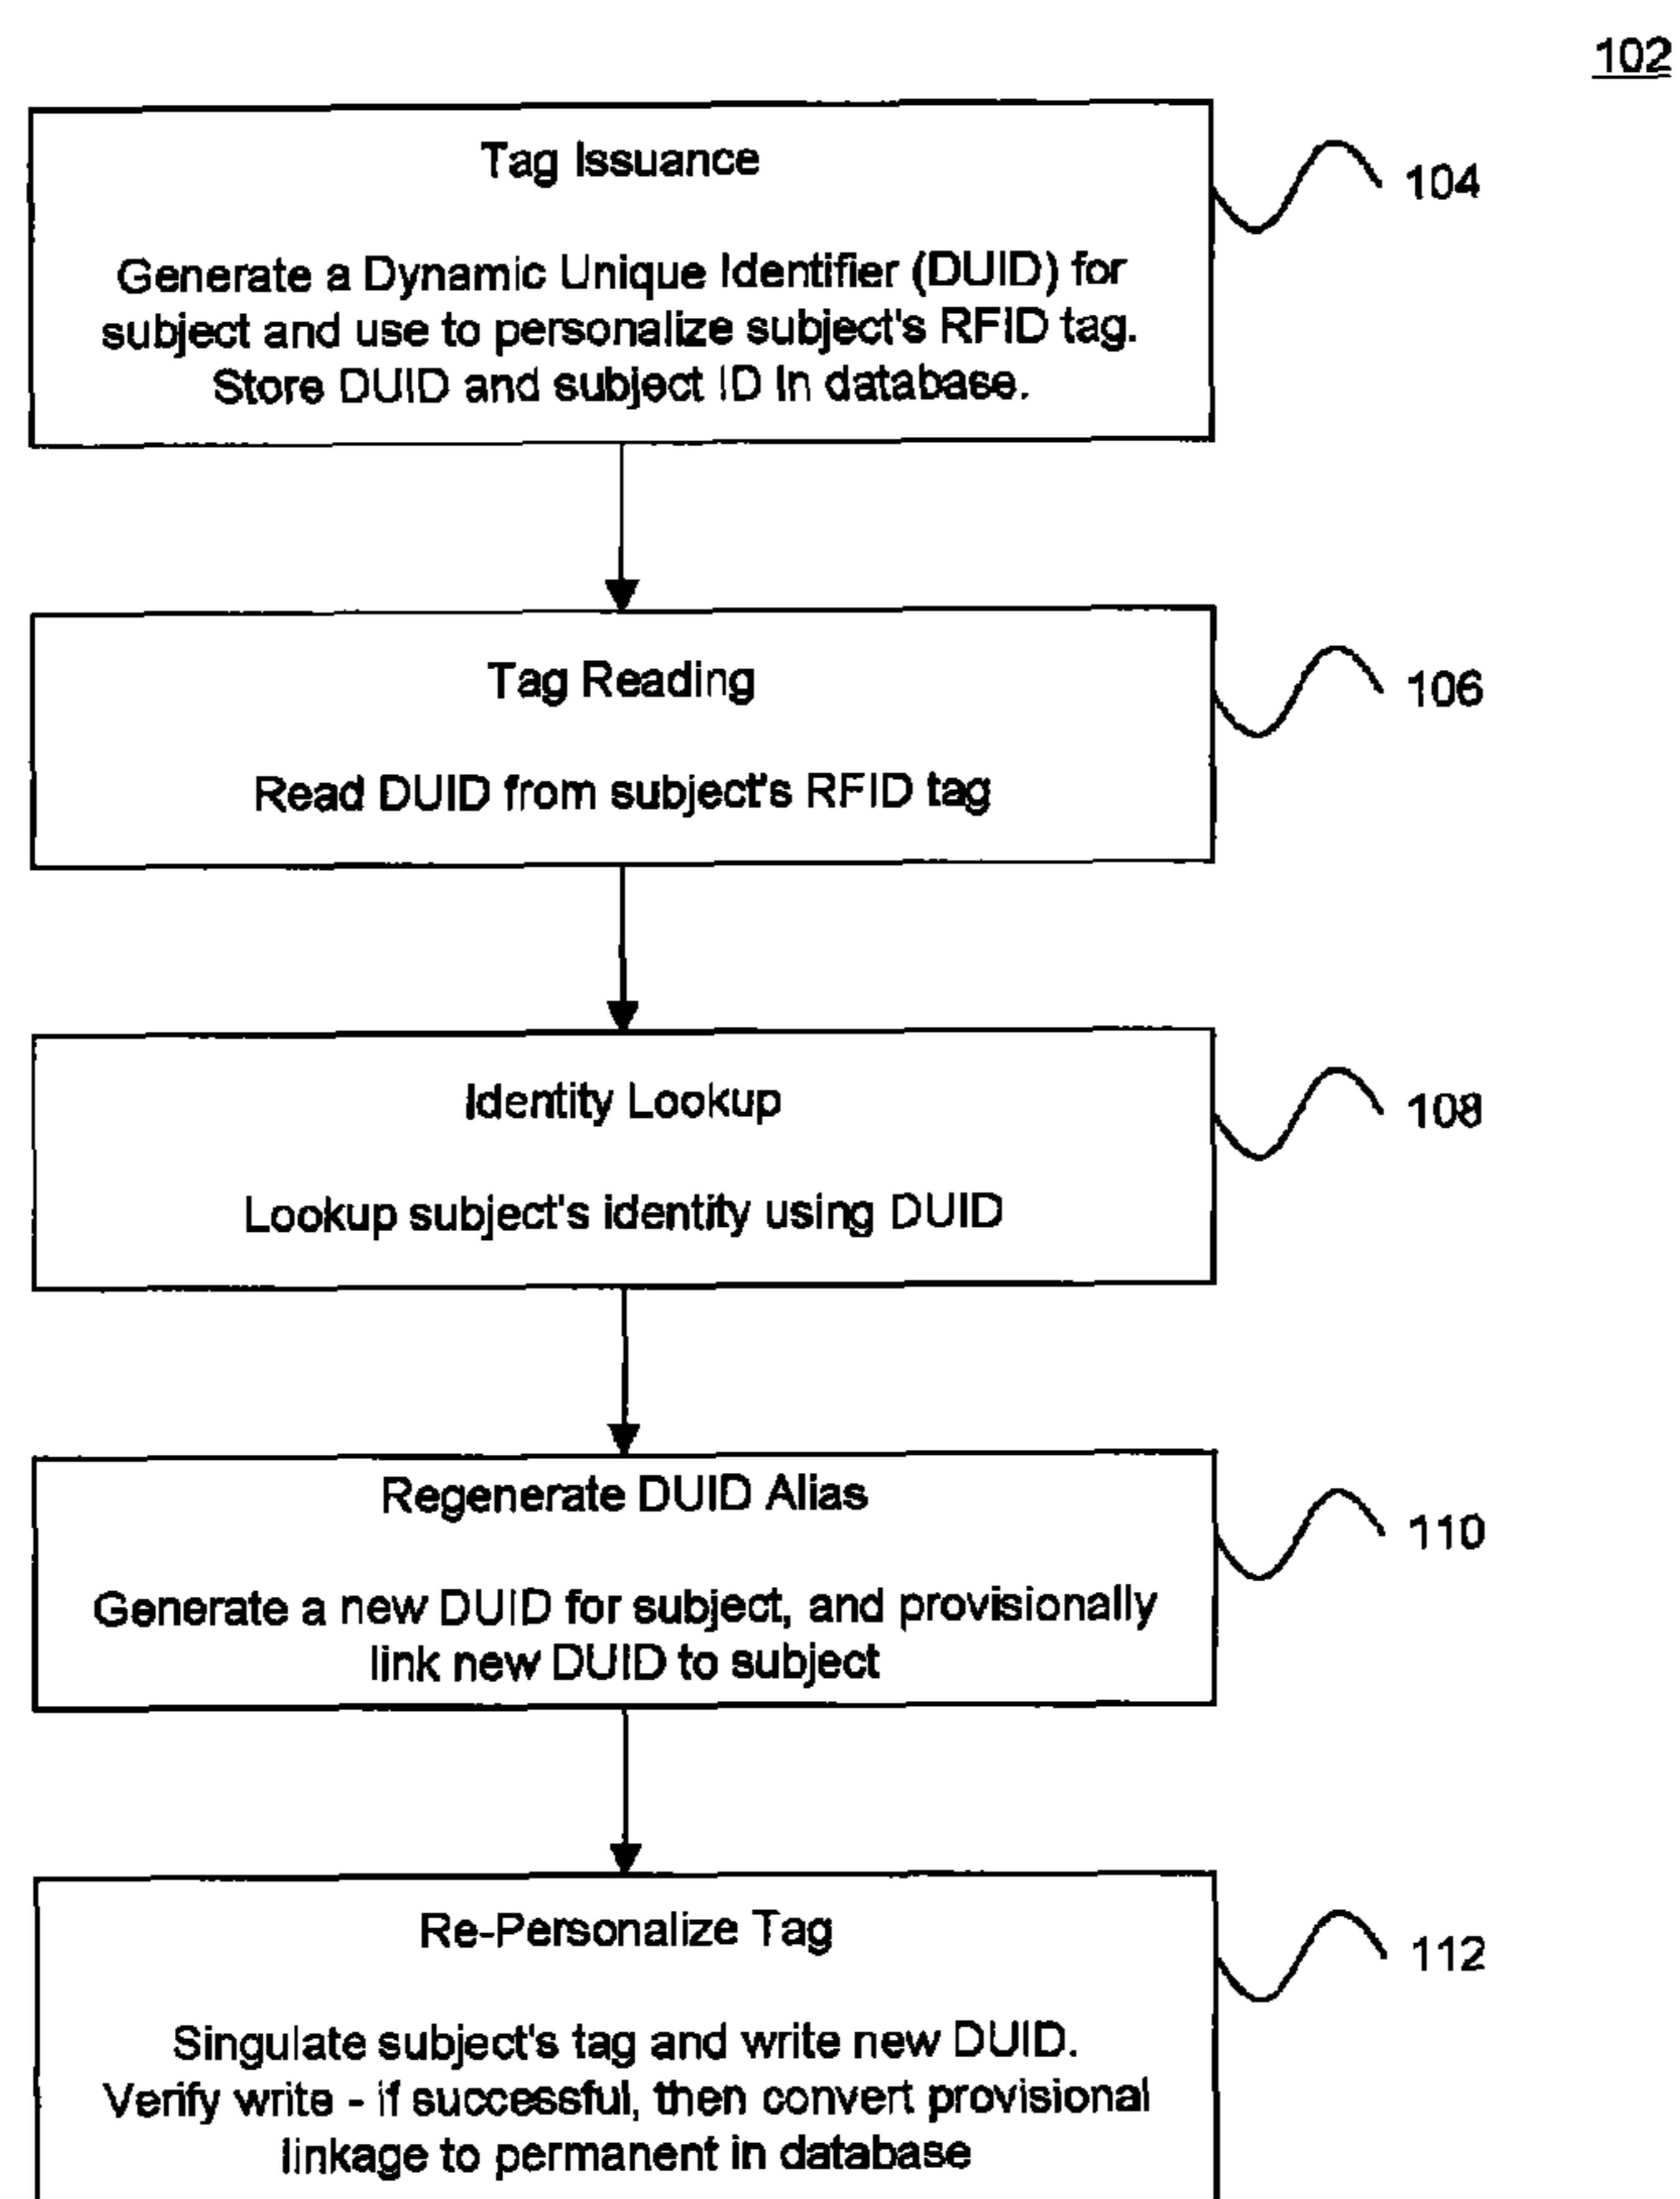 102
Tag Issuance
104
Generate a Dynamic Unique Identifier (DUID) for
subject and use to personalize subject's RFID tag.
Store DUID and subject ID in database.
Tag Reading
106
Read DUID from subject's RFID tag
Identity Lookup
108
Lookup subject's identity using DUID
Regenerate DUID Alias
110
Generate a new DUID for subject, and provisionally
link new DUID to subject
Re-Personalize Tag
112
Singulate subject's tag and write new DUID.
Verify write - if successful, then convert provisional
linkage to permanent in database